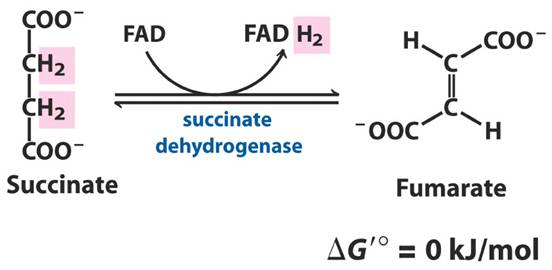 COO⁻
CH₂
CH₂
COO⁻
Succinate
FAD
FAD H₂
succinate
dehydrogenase
H
COO⁻
C
C
⁻OOC
H
Fumarate
ΔG′° = 0 kJ/mol